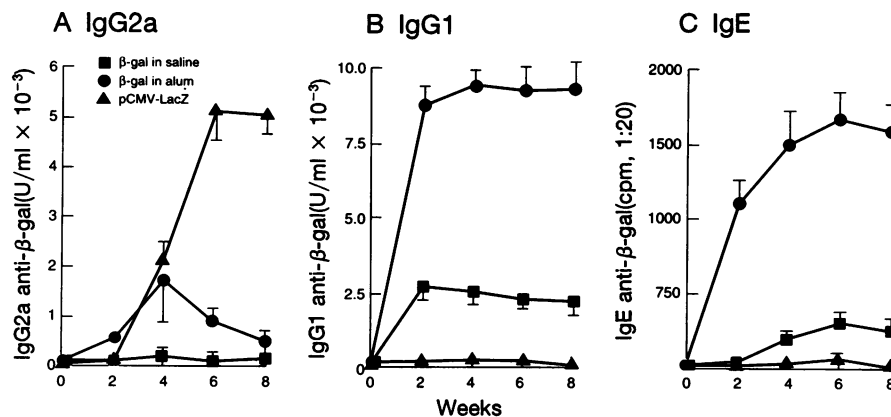 A IgG2a
IgG2a anti-β-gal(U/ml × 10⁻³)
β-gal in saline
β-gal in alum
pCMV-LacZ
6
5
4
3
2
1
0
0 2 4 6 8
B IgG1
IgG1 anti-β-gal(U/ml × 10⁻³)
10.0
7.5
5.0
2.5
0
0 2 4 6 8
Weeks
C IgE
IgE anti-β-gal(cpm, 1:20)
2000
1500
1000
750
0 2 4 6 8